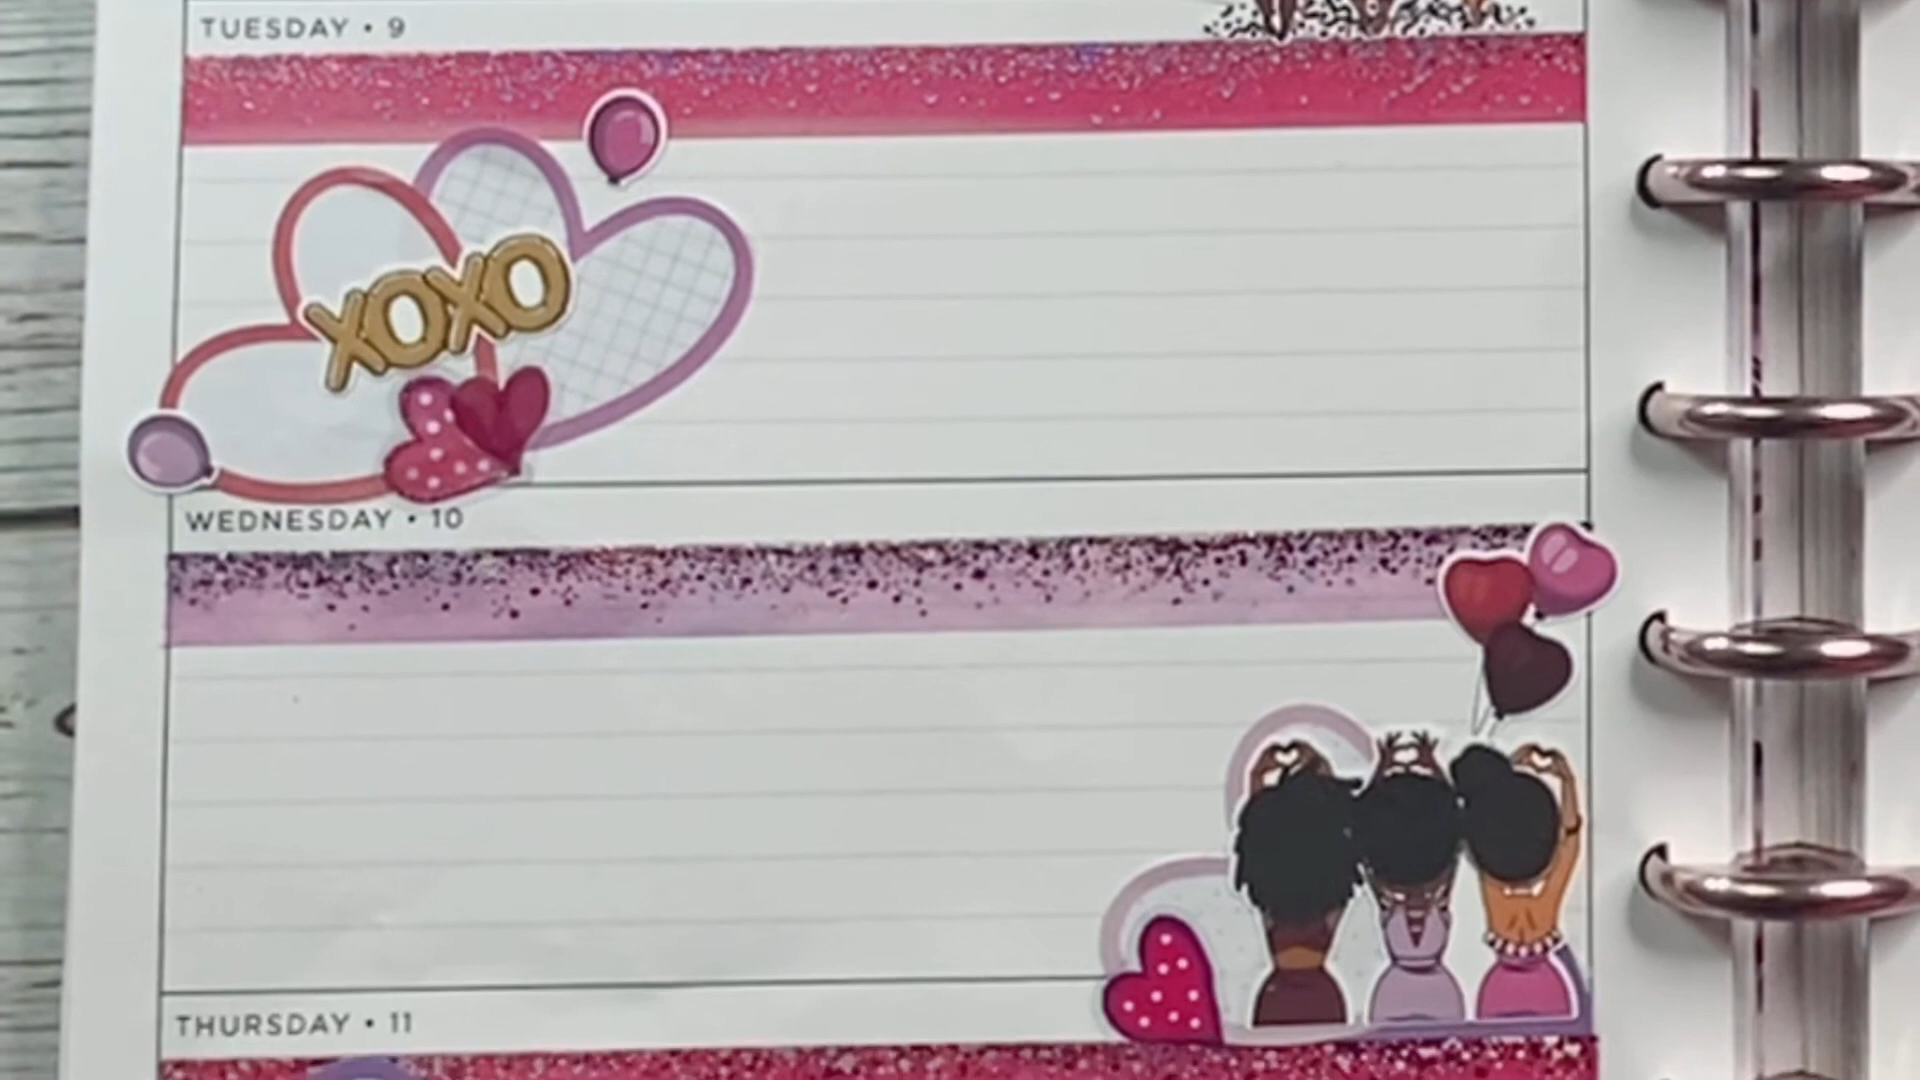 TUESDAY • 9
XOXO
WEDNESDAY • 10
THURSDAY • 11